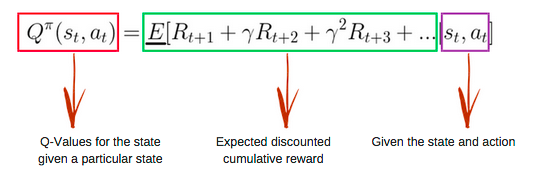 Q^π(s_t, a_t) = E[R_{t+1} + γR_{t+2} + γ²R_{t+3} + ...|s_t, a_t]
Q-Values for the state given a particular state
Expected discounted cumulative reward
Given the state and action